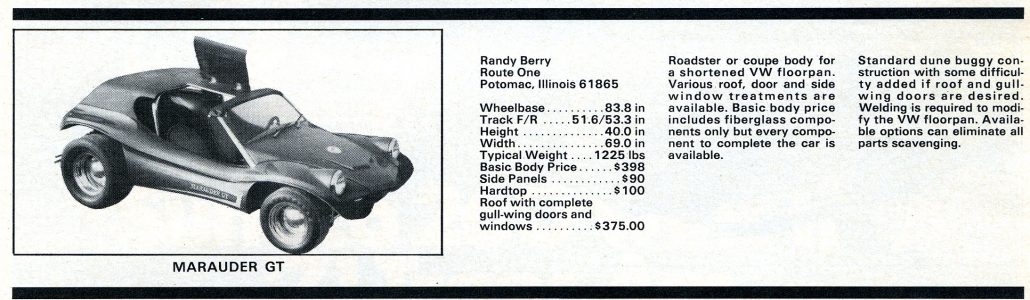 MARAUDER GT
MARAUDER GT
Randy Berry
Route One
Potomac, Illinois 61865
Wheelbase..........83.8 in
Track F/R .....51.6/53.3 in
Height ..............40.0 in
Width...............69.0 in
Typical Weight ....1225 lbs
Basic Body Price......$398
Side Panels ............$90
Hardtop ..............$100
Roof with complete
gull-wing doors and
windows ..........$375.00
Roadster or coupe body for
a shortened VW floorpan.
Various roof, door and side
window treatments are
available. Basic body price
includes fiberglass compo-
nents only but every compo-
nent to complete the car is
available.
Standard dune buggy con-
struction with some difficul-
ty added if roof and gull-
wing doors are desired.
Welding is required to modi-
fy the VW floorpan. Availa-
ble options can eliminate all
parts scavenging.